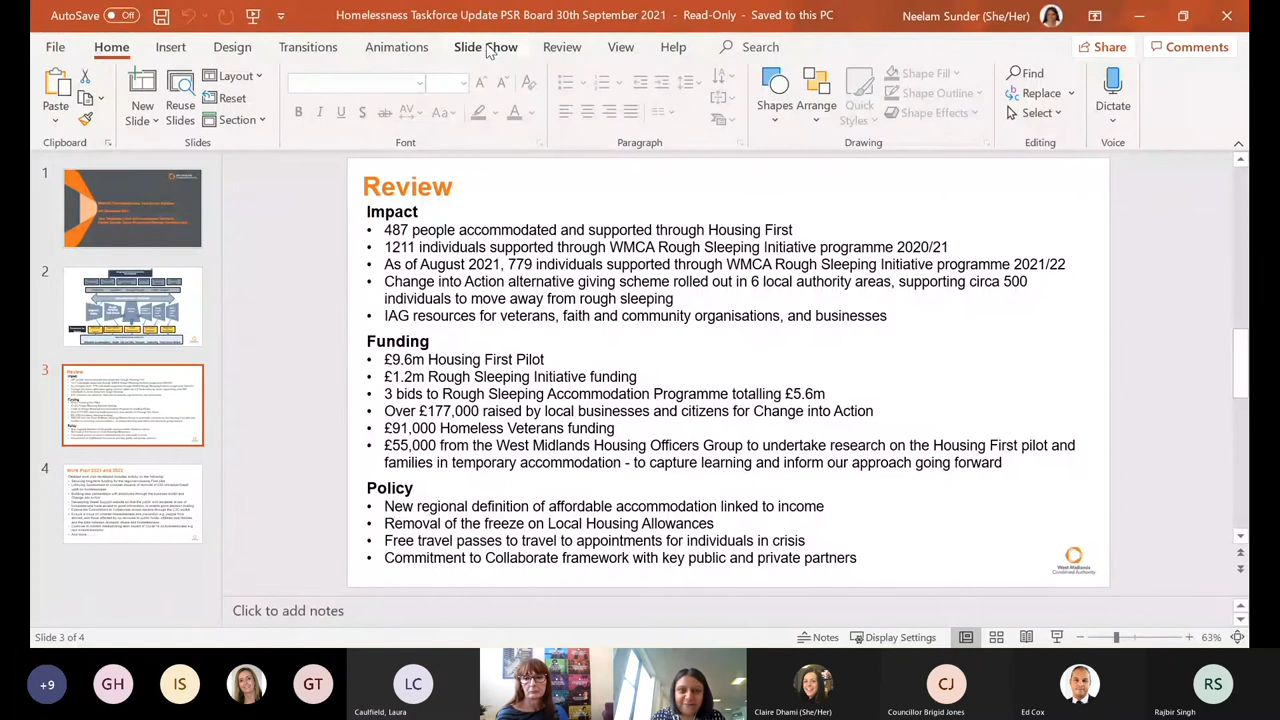 AutoSave Off
Homelessness Taskforce Update PSR Board 30th September 2021 - Read-Only - Saved to this PC
Neelam Sunder (She/Her)
File Home Insert Design Transitions Animations Slide Show Review View Help Search Share Comments
Paste
New Slide
Reuse Slides
Layout
Reset
Section
Shapes
Arrange
Quick Styles
Shape Fill
Shape Outline
Shape Effects
Find
Replace
Select
Dictate
Clipboard Slides Font Paragraph Drawing Editing Voice
1
2
3
4
Review
Impact
• 487 people accommodated and supported through Housing First
• 1211 individuals supported through WMCA Rough Sleeping Initiative programme 2020/21
• As of August 2021, 779 individuals supported through WMCA Rough Sleeping Initiative programme 2021/22
• Change into Action alternative giving scheme rolled out in 6 local authority areas, supporting circa 500
individuals to move away from rough sleeping
• IAG resources for veterans, faith and community organisations, and businesses
Funding
• £9.6m Housing First Pilot
• £1.2m Rough Sleeping Initiative funding
• 3 bids to Rough Sleeping Accommodation Programme totalling £5.6m
• Over £177,000 raised by local businesses and citizens for Change into Action
• £91,000 Homeless Veterans funding
• £55,000 from the West Midlands Housing Officers Group to undertake research on the Housing First pilot and
families in temporary accommodation - to capture learning and inform our approach going forward
Policy
• New regional definition of affordable accommodation linked to income
• Removal of the freeze on Local Housing Allowances
• Free travel passes to travel to appointments for individuals in crisis
• Commitment to Collaborate framework with key public and private partners
West Midlands
Combined Authority
Click to add notes
Slide 3 of 4
Notes
Display Settings
63%
+9
GH
IS
GT
LC
Caulfield, Laura
Claire Dhami (She/Her)
CJ
Councillor Brigid Jones
Ed Cox
RS
Rajbir Singh